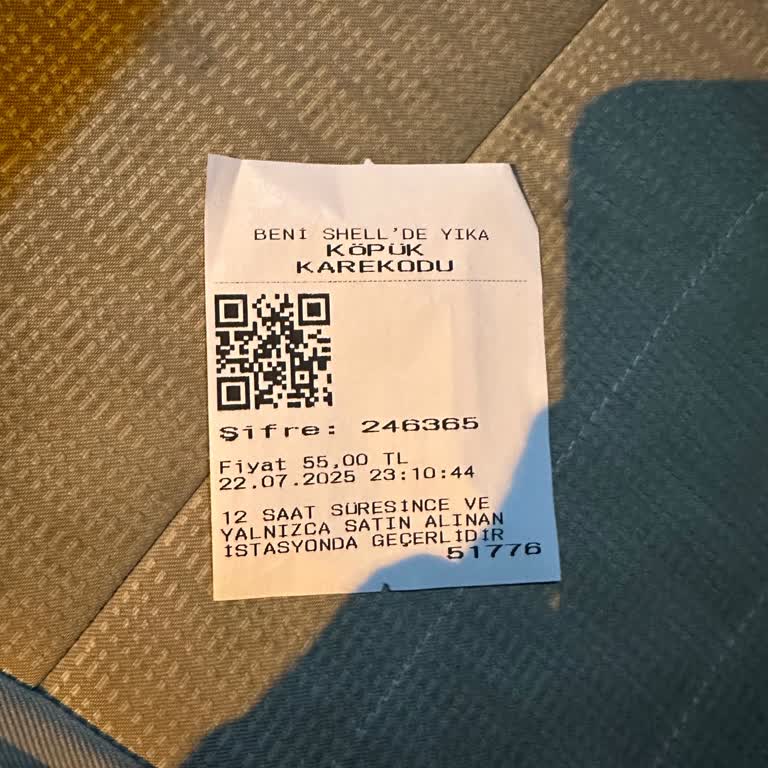 BENİ SHELL'DE YIKA
KÖPÜK
KAREKODU
Şifre: 246365
Fiyat 55,00 TL
22.07.2025 23:10:44
12 SAAT SÜRESİNCE VE
YALNIZCA SATIN ALINAN
İSTASYONDA GEÇERLİDİR
51776